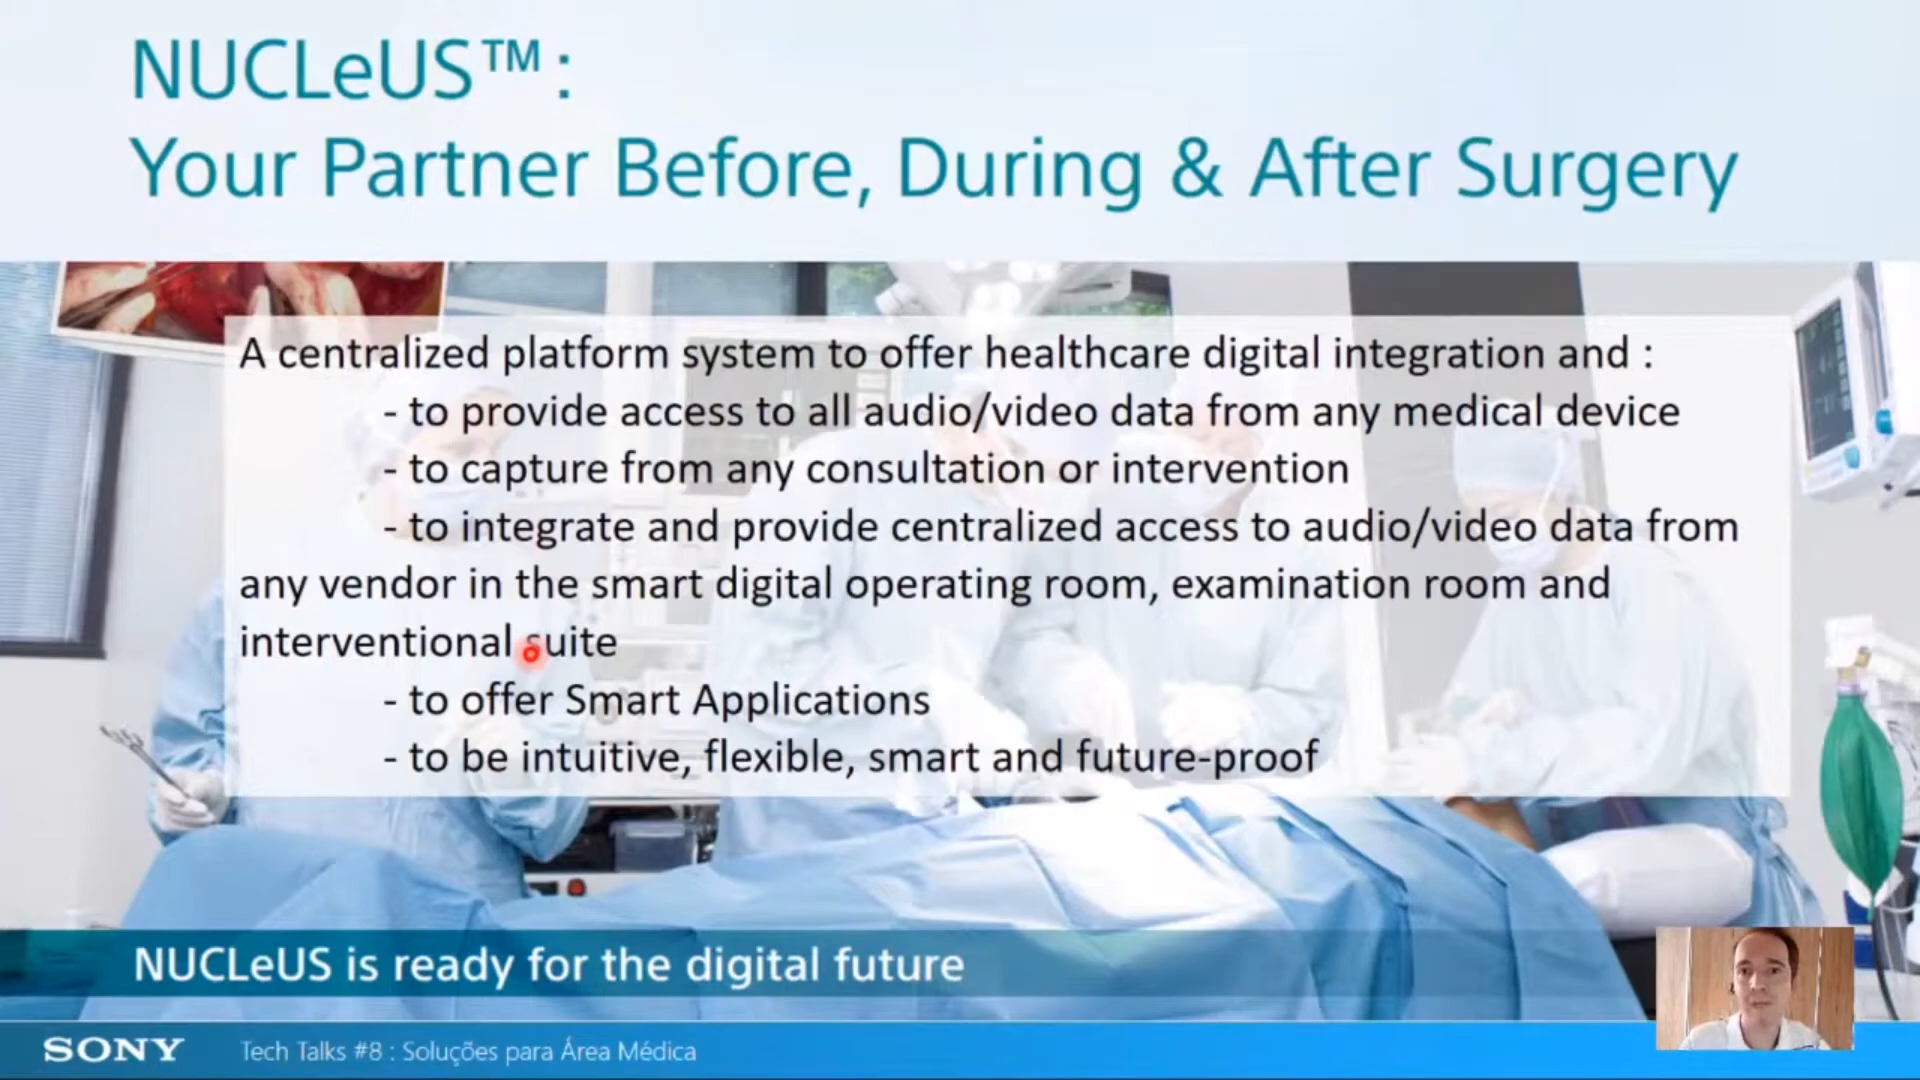 NUCLeUS™ :
Your Partner Before, During & After Surgery
A centralized platform system to offer healthcare digital integration and :
- to provide access to all audio/video data from any medical device
- to capture from any consultation or intervention
- to integrate and provide centralized access to audio/video data from
any vendor in the smart digital operating room, examination room and
interventional suite
- to offer Smart Applications
- to be intuitive, flexible, smart and future-proof
NUCLeUS is ready for the digital future
SONY
Tech Talks #8 : Soluções para Área Médica